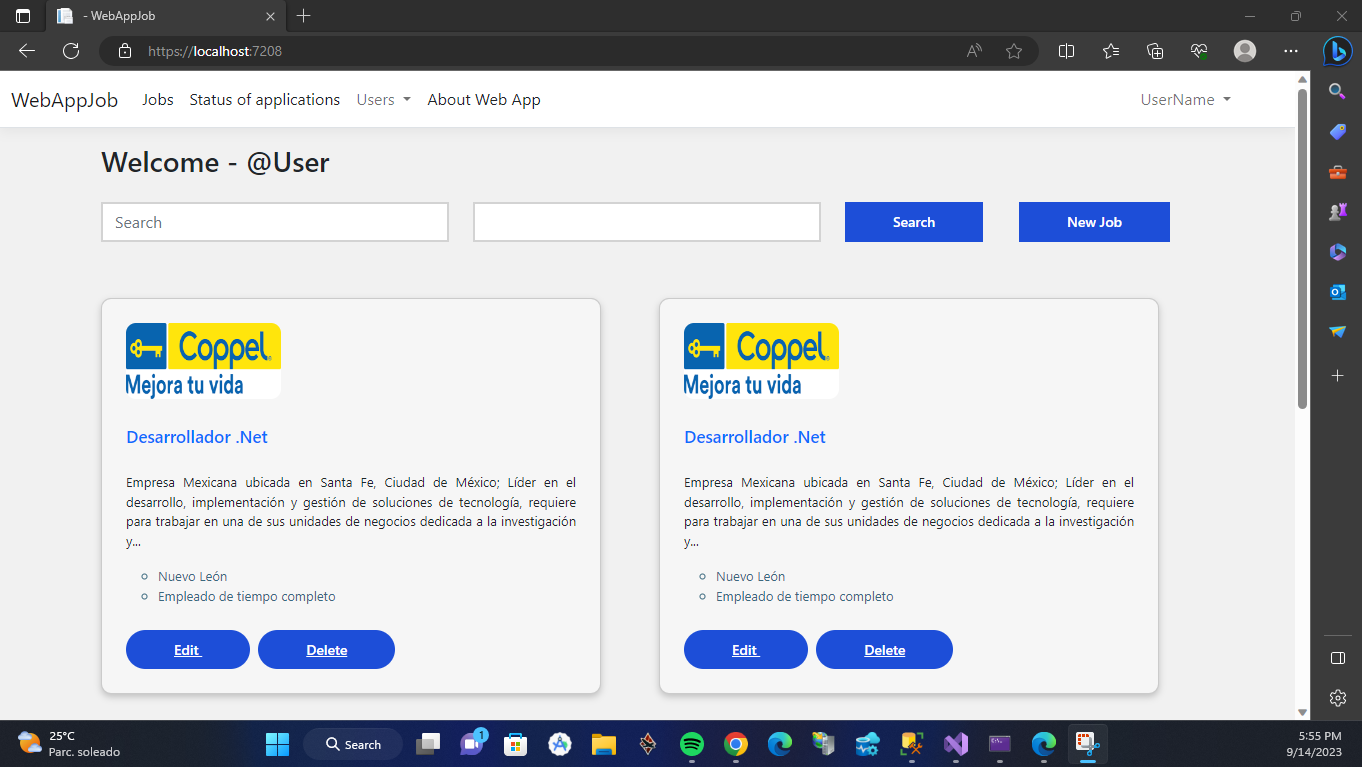 - WebAppJob
https://localhost:7208
WebAppJob Jobs Status of applications Users About Web App UserName
Welcome - @User
Search Search New Job
Coppel
Mejora tu vida
Desarrollador .Net
Empresa Mexicana ubicada en Santa Fe, Ciudad de México; Líder en el
desarrollo, implementación y gestión de soluciones de tecnología, requiere
para trabajar en una de sus unidades de negocios dedicada a la investigación
y...
Nuevo León
Empleado de tiempo completo
Edit Delete
Coppel
Mejora tu vida
Desarrollador .Net
Empresa Mexicana ubicada en Santa Fe, Ciudad de México; Líder en el
desarrollo, implementación y gestión de soluciones de tecnología, requiere
para trabajar en una de sus unidades de negocios dedicada a la investigación
y...
Nuevo León
Empleado de tiempo completo
Edit Delete
25°C
Parc. soleado
Search
1
5:55 PM
9/14/2023